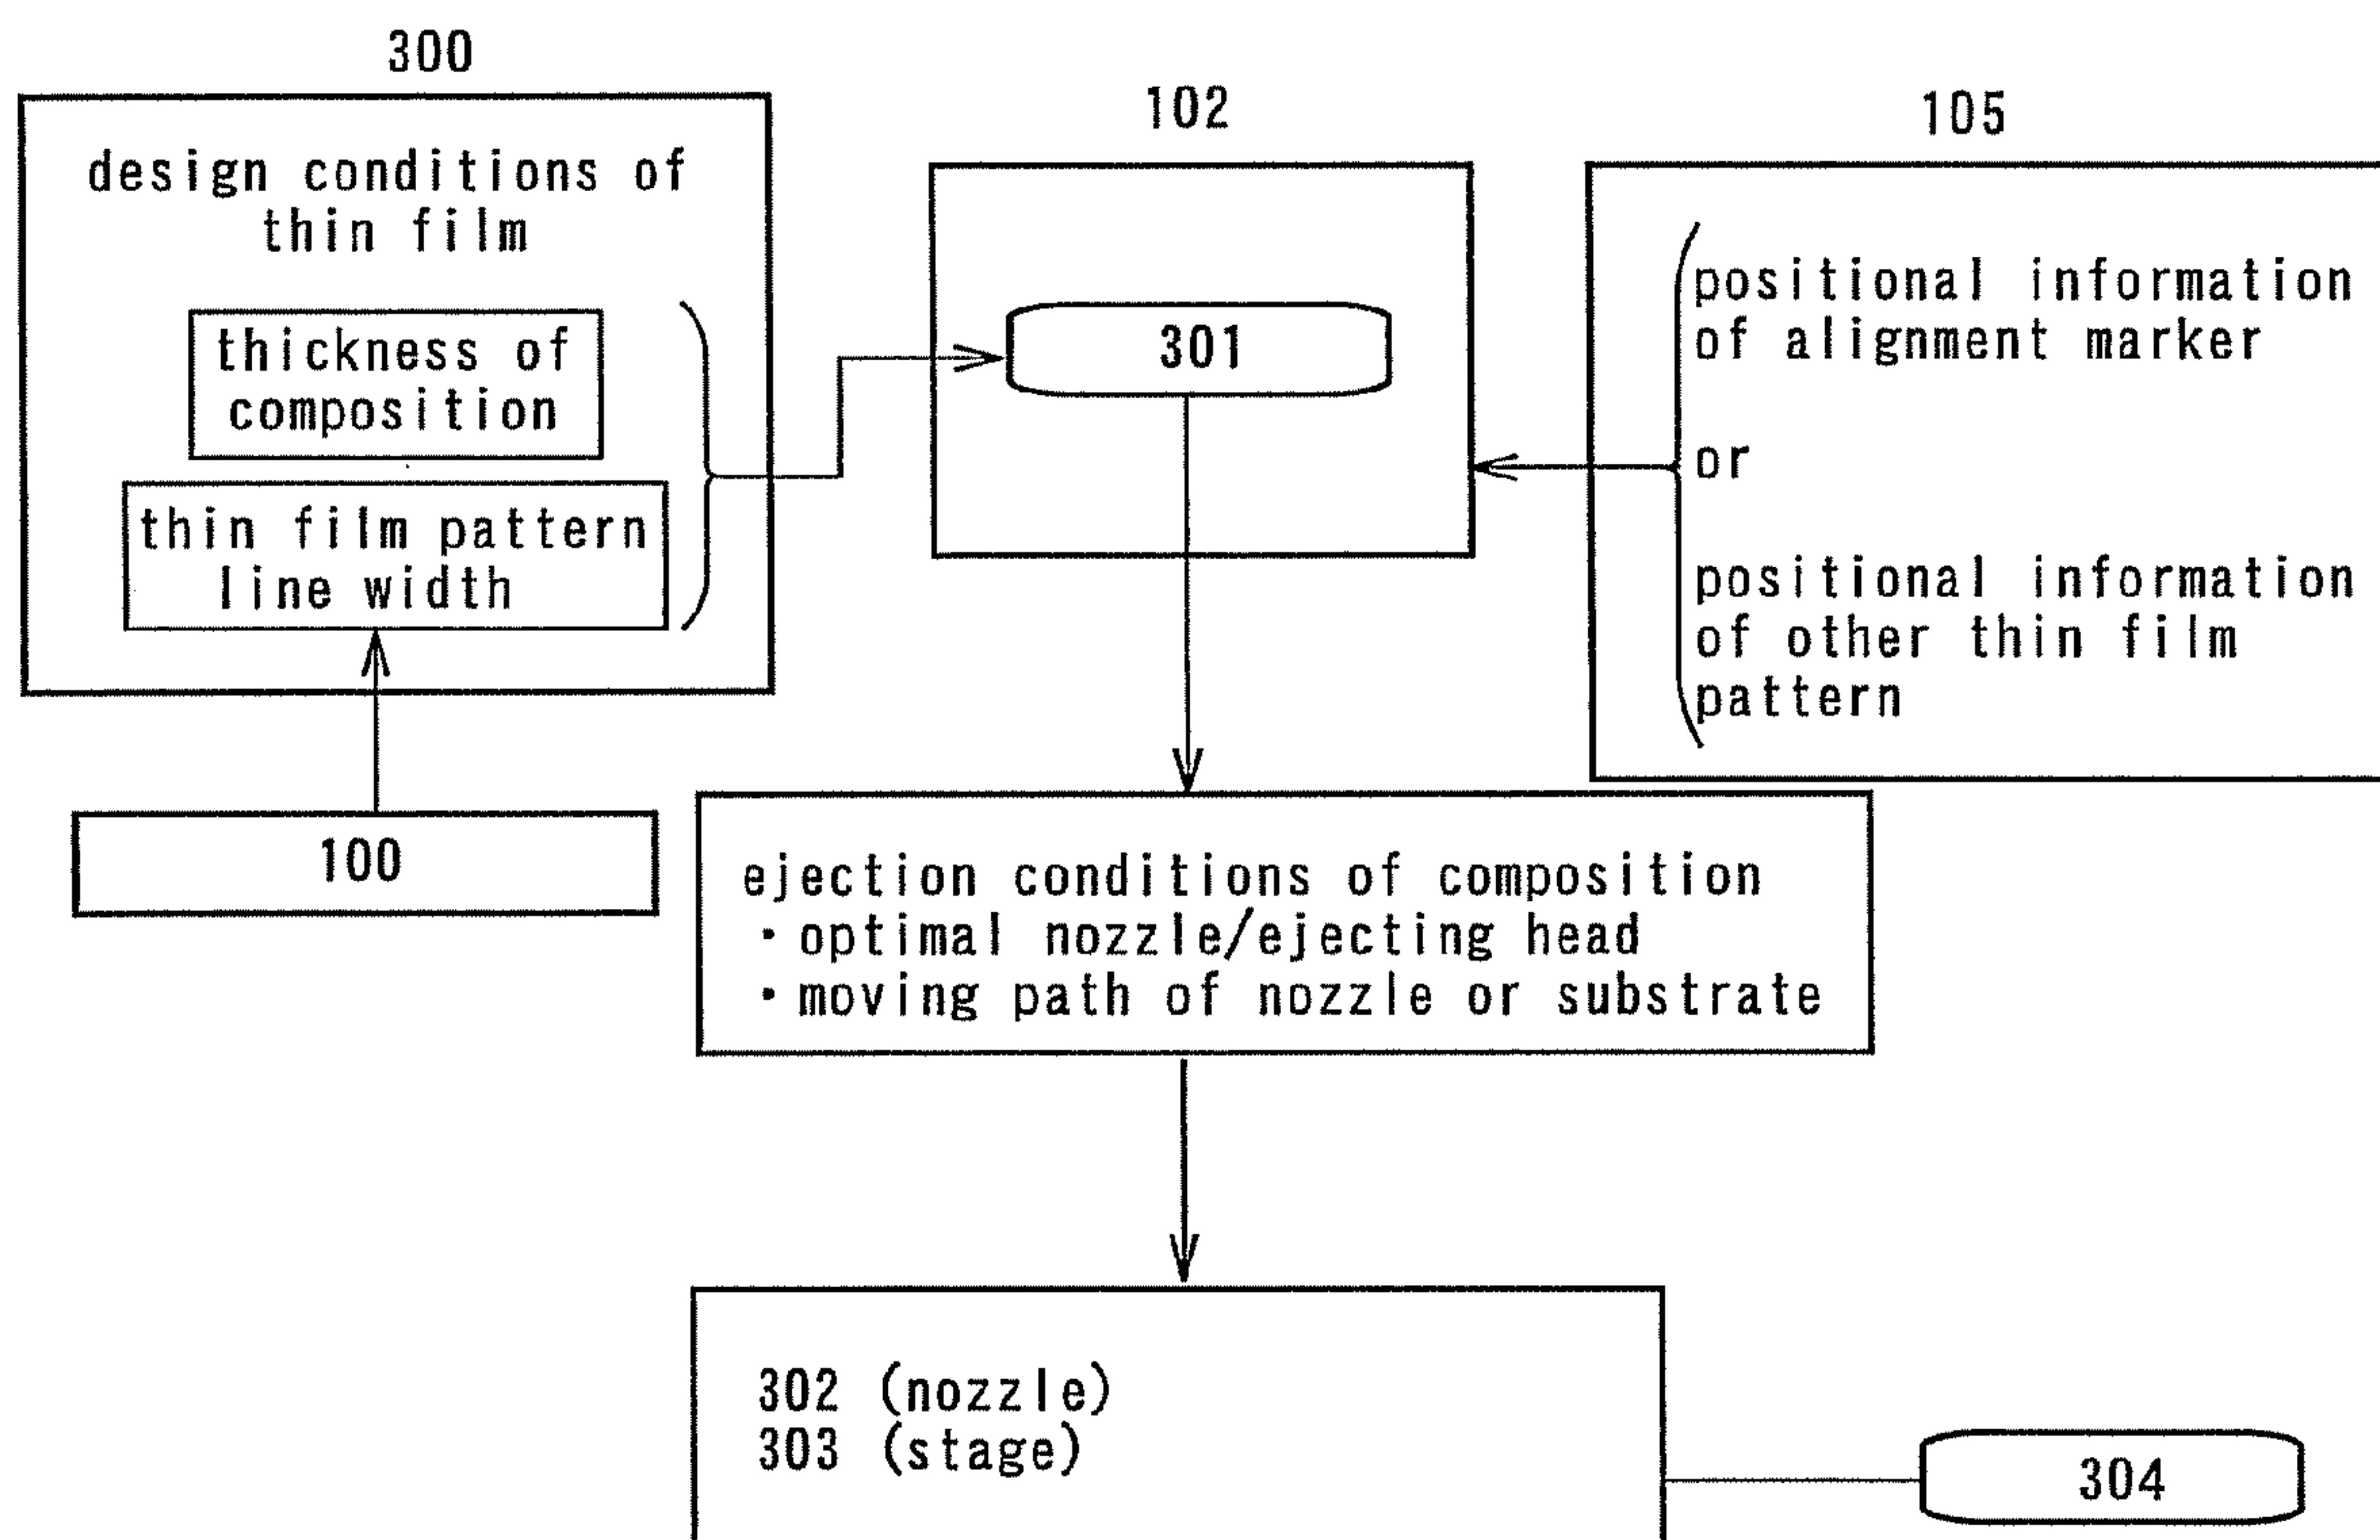 300
design conditions of
thin film
thickness of
composition
thin film pattern
line width
100
102
301
105
positional information
of alignment marker
or
positional information
of other thin film
pattern
ejection conditions of composition
・optimal nozzle/ejecting head
・moving path of nozzle or substrate
302 (nozzle)
303 (stage)
304